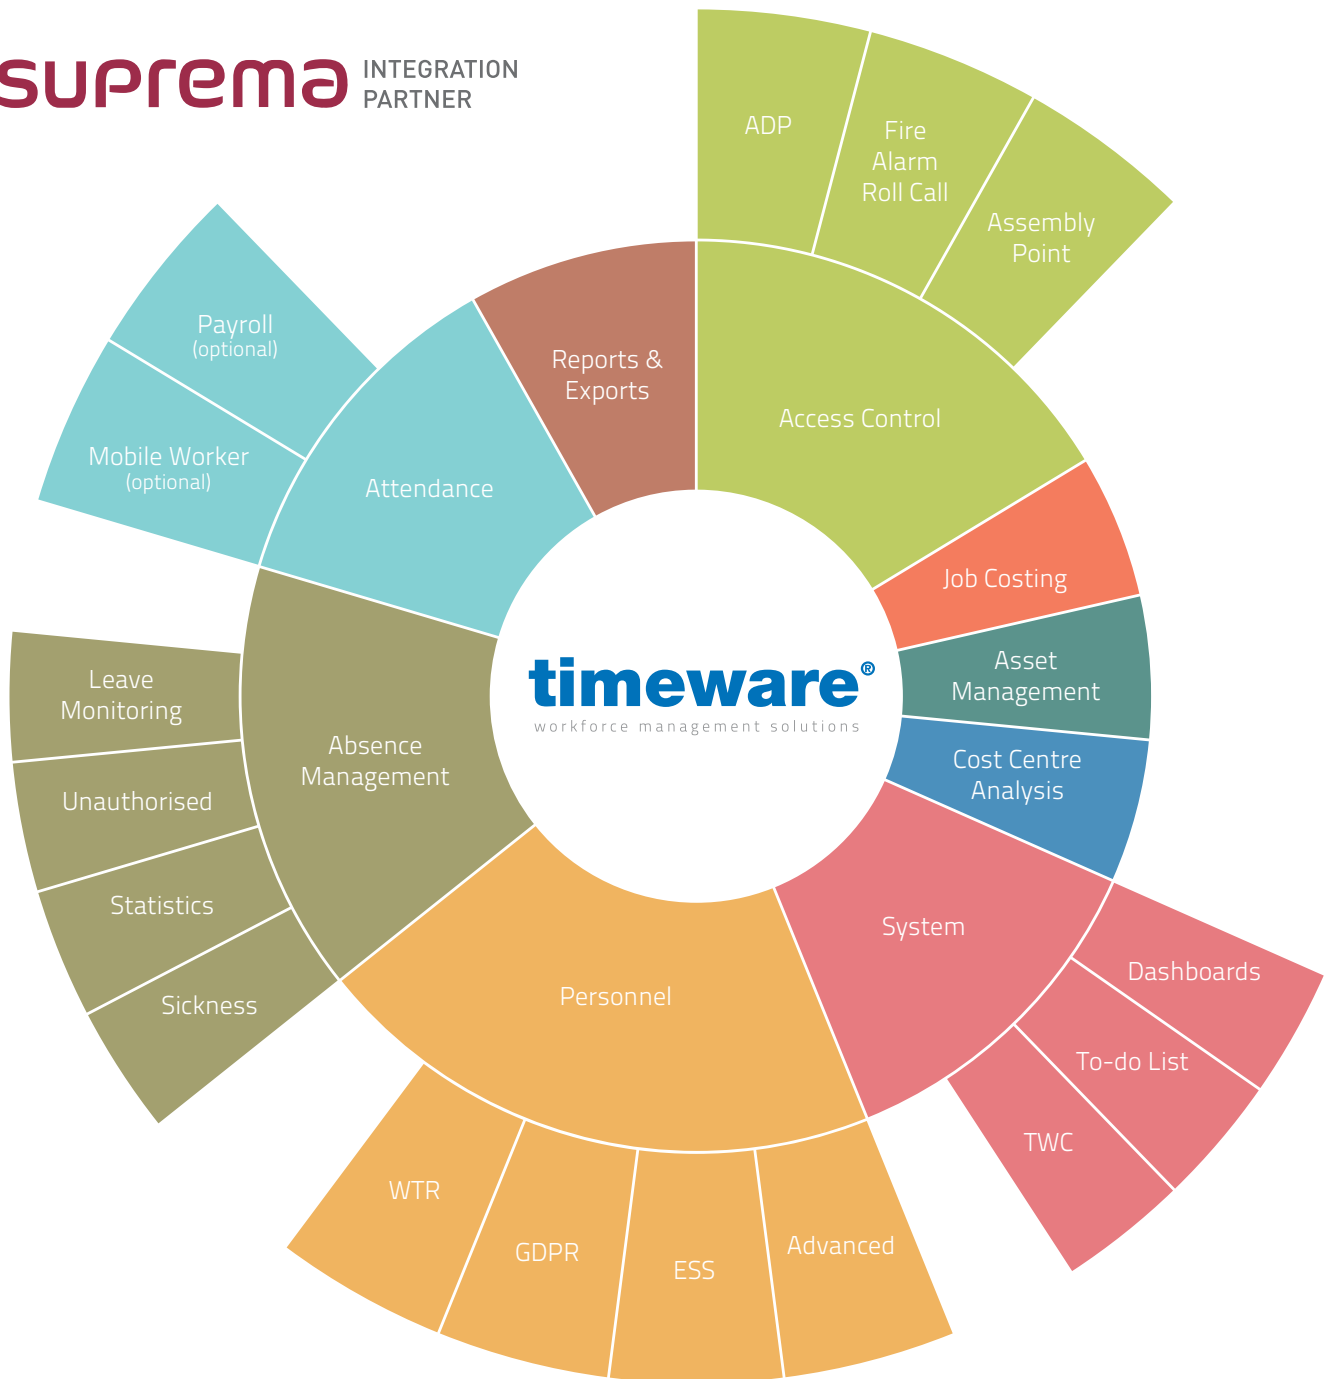 suprema INTEGRATION
PARTNER
ADP
Fire
Alarm
Roll Call
Assembly
Point
Access Control
Job Costing
Asset
Management
Cost Centre
Analysis
System
Dashboards
To-do List
TWC
Personnel
Advanced
ESS
GDPR
WTR
Absence
Management
Sickness
Statistics
Unauthorised
Leave
Monitoring
Attendance
Mobile Worker
(optional)
Payroll
(optional)
Reports &
Exports
timeware®
workforce management solutions